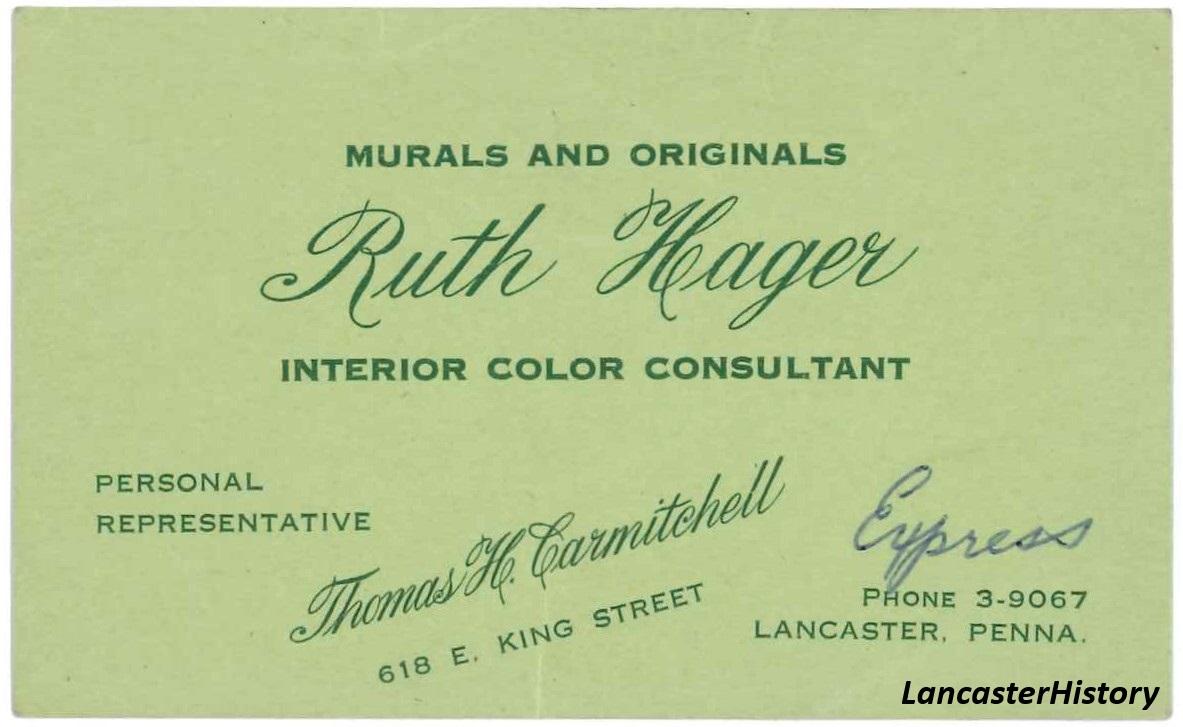 MURALS AND ORIGINALS
Ruth Hager
INTERIOR COLOR CONSULTANT
PERSONAL
REPRESENTATIVE
Thomas H. Carmitchell
618 E. KING STREET
Express
PHONE 3-9067
LANCASTER, PENNA.
LancasterHistory